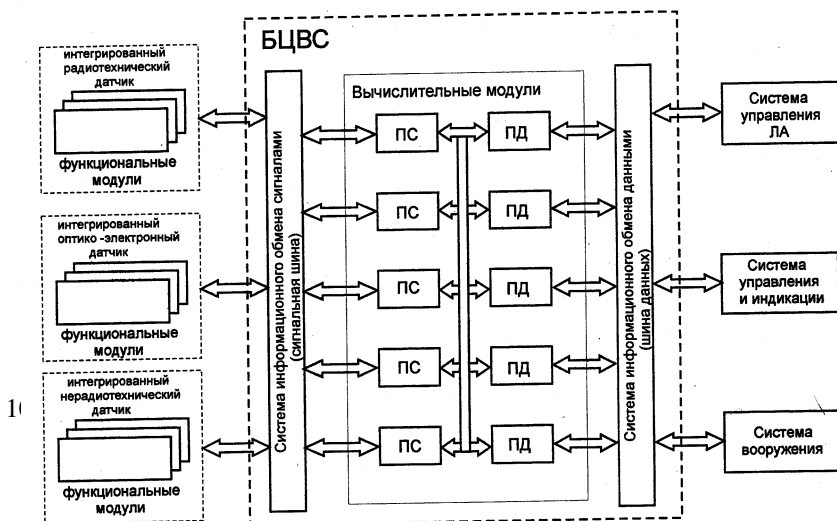 БЦВС
интегрированный
радиотехнический
датчик
функциональные
модули
интегрированный
оптико -электронный
датчик
функциональные
модули
интегрированный
нерадиотехнический
датчик
функциональные
модули
Система информационного обмена сигналами
(сигнальная шина)
Вычислительные модули
ПС
ПД
ПС
ПД
ПС
ПД
ПС
ПД
ПС
ПД
Система информационного обмена данными
(шина данных)
Система
управления
ЛА
Система
управления
и индикации
Система
вооружения